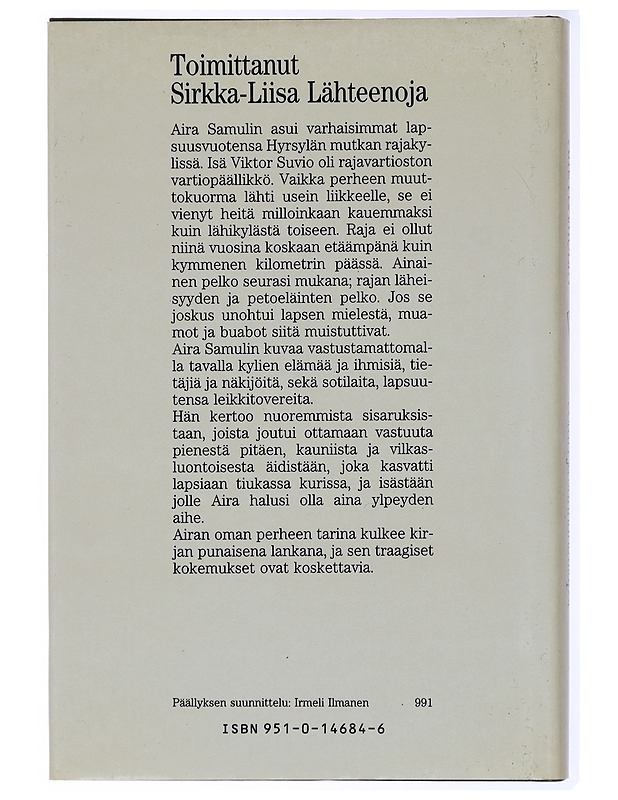 Toimittanut
Sirkka-Liisa Lähteenoja
Aira Samulin asui varhaisimmat lap-
suusvuotensa Hyrsylän mutkan rajaky-
lissä. Isä Viktor Suvio oli rajavartioston
vartiopäällikkö. Vaikka perheen muut-
tokuorma lähti usein liikkeelle, se ei
vienyt heitä milloinkaan kauemmaksi
kuin lähikylästä toiseen. Raja ei ollut
niinä vuosina koskaan etäämpänä kuin
kymmenen kilometrin päässä. Ainai-
nen pelko seurasi mukana; rajan lähei-
syyden ja petoeläinten pelko. Jos se
joskus unohtui lapsen mielestä, mua-
mot ja buabot siitä muistuttivat.
Aira Samulin kuvaa vastustamattomal-
la tavalla kylien elämää ja ihmisiä, tie-
täjiä ja näkijöitä, sekä sotilaita, lapsuu-
tensa leikkitovereita.
Hän kertoo nuoremmista sisaruksis-
taan, joista joutui ottamaan vastuuta
pienestä pitäen, kauniista ja vilkas-
luontoisesta äidistään, joka kasvatti
lapsiaan tiukassa kurissa, ja isästään
jolle Aira halusi olla aina ylpeyden
aihe.
Airan oman perheen tarina kulkee kir-
jan punaisena lankana, ja sen traagiset
kokemukset ovat koskettavia.
Päällyksen suunnittelu: Irmeli Ilmanen 991
ISBN 951-0-14684-6